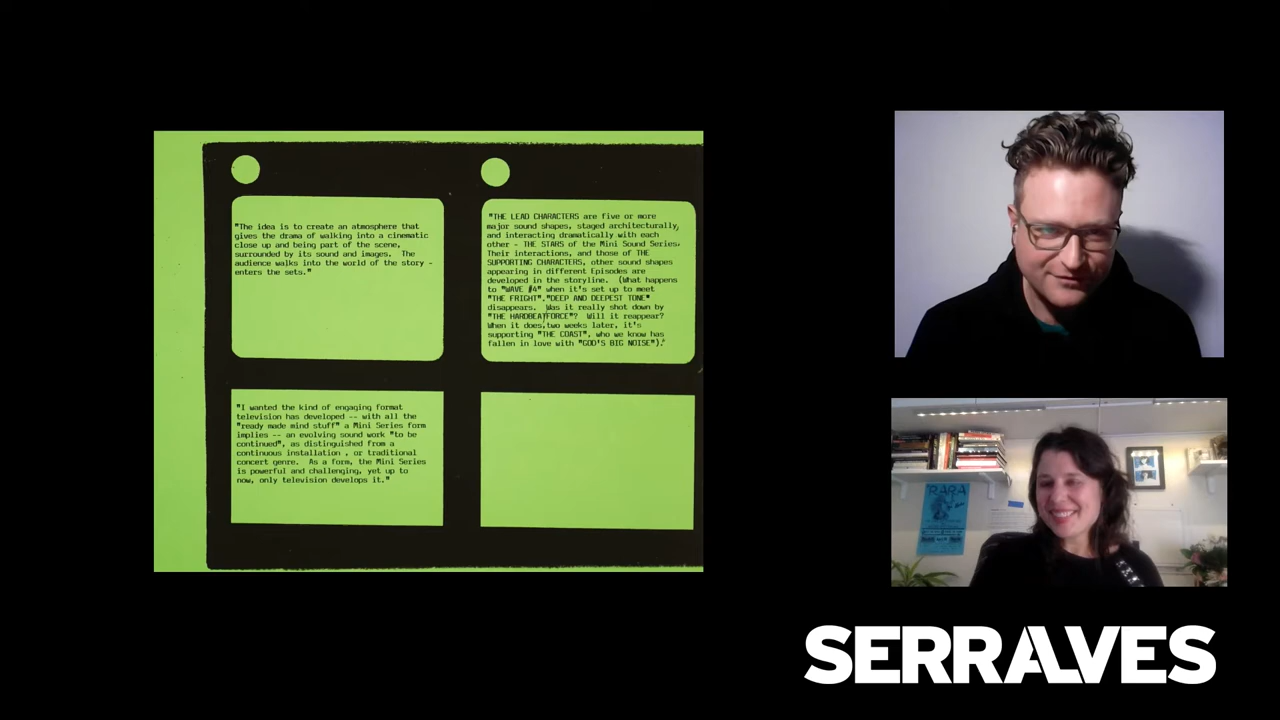 "The idea is to create an atmosphere that
gives the drama of walking into a cinematic
close up and being part of the scene,
surrounded by its sound and images. The
audience walks into the world of the story -
enters the sets."
"THE LEAD CHARACTERS are five or more
major sound shapes, staged architecturally,
and interacting dramatically with each
other - THE STARS of the Mini Sound Series.
Their interactions, and those of THE
SUPPORTING CHARACTERS, other sound shapes
appearing in different Episodes are
developed in the storyline. (What happens
to "WAVE #4" when it's set up to meet
"THE FRIGHT"."DEEP AND DEEPEST TONE"
disappears. Was it really shot down by
"THE HARDBEATFORCE"? Will it reappear?
When it does,two weeks later, it's
supporting "THE COAST", who we know has
fallen in love with "GOD'S BIG NOISE")."
"I wanted the kind of engaging format
television has developed -- with all the
"ready made mind stuff" a Mini Series form
implies -- an evolving sound work "to be
continued", as distinguished from a
continuous installation , or traditional
concert genre. As a form, the Mini Series
is powerful and challenging, yet up to
now, only television develops it."
RARA
SERRALVES